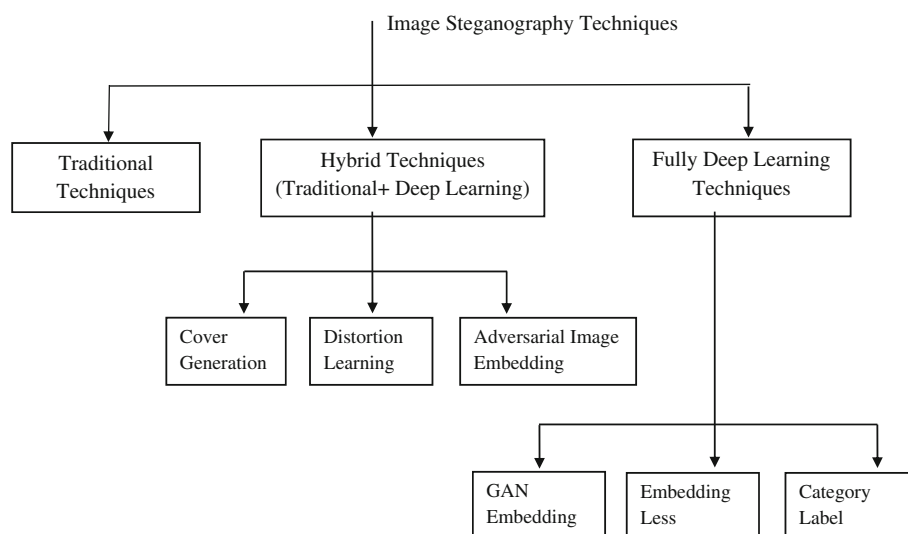 Image Steganography Techniques
Traditional
Techniques
Hybrid Techniques
(Traditional+ Deep Learning)
Fully Deep Learning
Techniques
Cover
Generation
Distortion
Learning
Adversarial Image
Embedding
GAN
Embedding
Embedding
Less
Category
Label